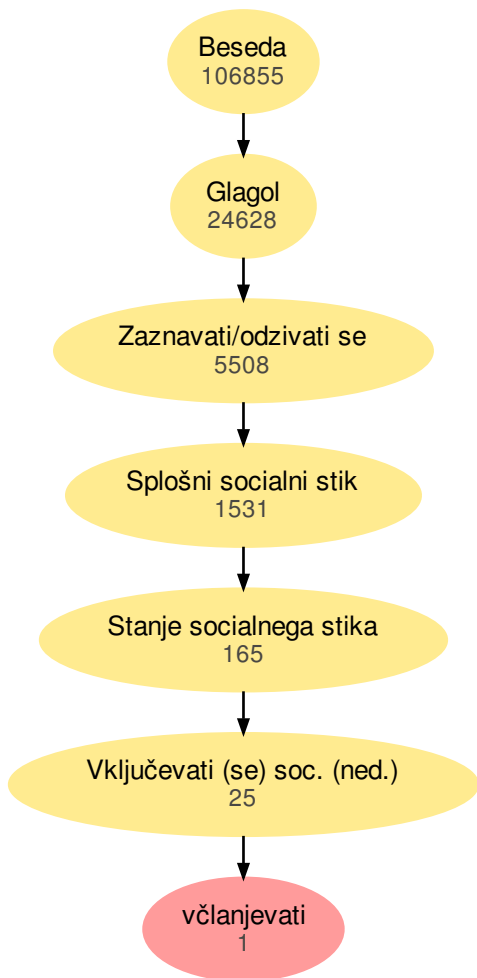 Beseda
106855
Glagol
24628
Zaznavati/odzivati se
5508
Splošni socialni stik
1531
Stanje socialnega stika
165
Vključevati (se) soc. (ned.)
25
včlanjevati
1